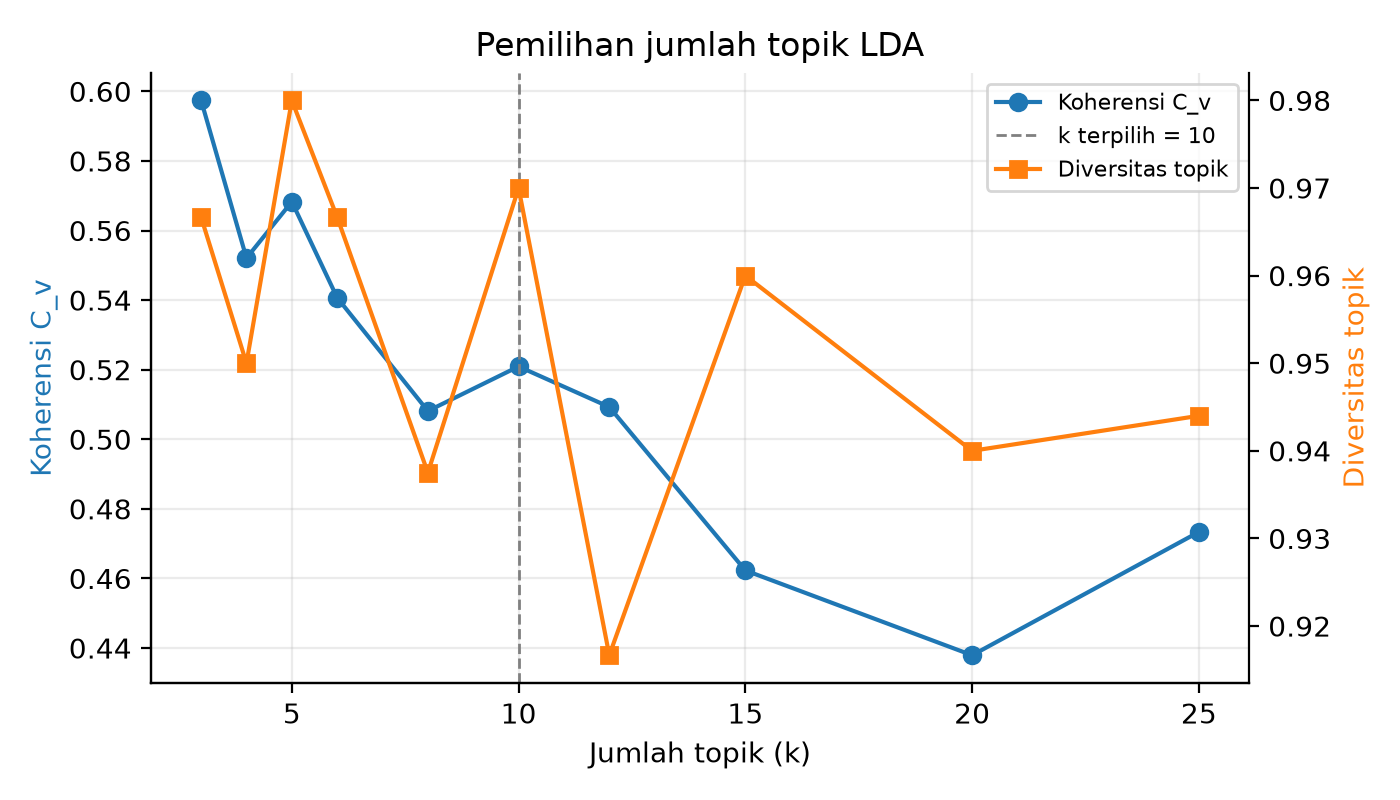 Pemilihan jumlah topik LDA
Koherensi C_v
0.60
0.58
0.56
0.54
0.52
0.50
0.48
0.46
0.44
Koherensi C_v
k terpilih = 10
Diversitas topik
0.98
0.97
0.96
0.95
0.94
0.93
0.92
Diversitas topik
5 10 15 20 25
Jumlah topik (k)